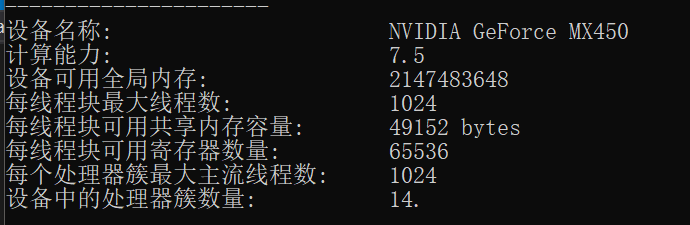 ----------------------
设备名称: NVIDIA GeForce MX450
计算能力: 7.5
设备可用全局内存: 2147483648
每线程块最大线程数: 1024
每线程块可用共享内存容量: 49152 bytes
每线程块可用寄存器数量: 65536
每个处理器簇最大主流线程数: 1024
设备中的处理器簇数量: 14.